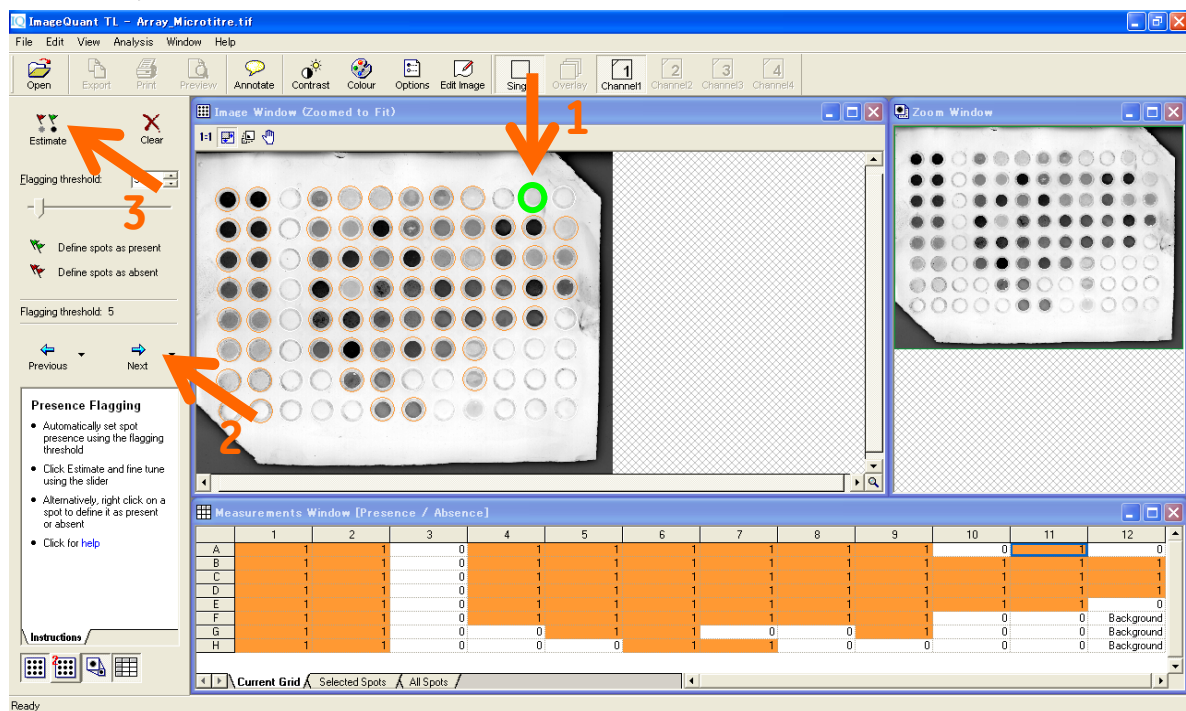 ImageQuant TL - Array_Microtitre.tif
File Edit View Analysis Window Help
Open Export Print Preview Annotate Contrast Colour Options Edit Image Overlay Channel1 Channel2 Channel3 Channel4
Estimate Clear
Flagging threshold:
Define spots as present
Define spots as absent
Flagging threshold: 5
Previous Next
Presence Flagging
• Automatically set spot
presence using the flagging
threshold
• Click Estimate and fine tune
using the slider
• Alternatively, right click on a
spot to define it as present
or absent
• Click for help
Instructions
Image Window (Zoomed to Fit)
1:1
1
2
3
Zoom Window
Measurements Window [Presence / Absence]
1 2 3 4 5 6 7 8 9 10 11 12
A 1 1 0 1 1 1 1 1 1 0 1 0
B 1 1 0 1 1 1 1 1 1 1 1 1
C 1 1 0 1 1 1 1 1 1 1 1 1
D 1 1 0 1 1 1 1 1 1 1 1 1
E 1 1 0 1 1 1 1 1 1 1 1 0
F 1 1 0 1 1 1 1 1 1 0 0 Background
G 1 1 0 0 1 1 0 0 1 0 0 Background
H 1 1 0 0 0 1 1 0 0 0 0 Background
Current Grid Selected Spots All Spots
Ready